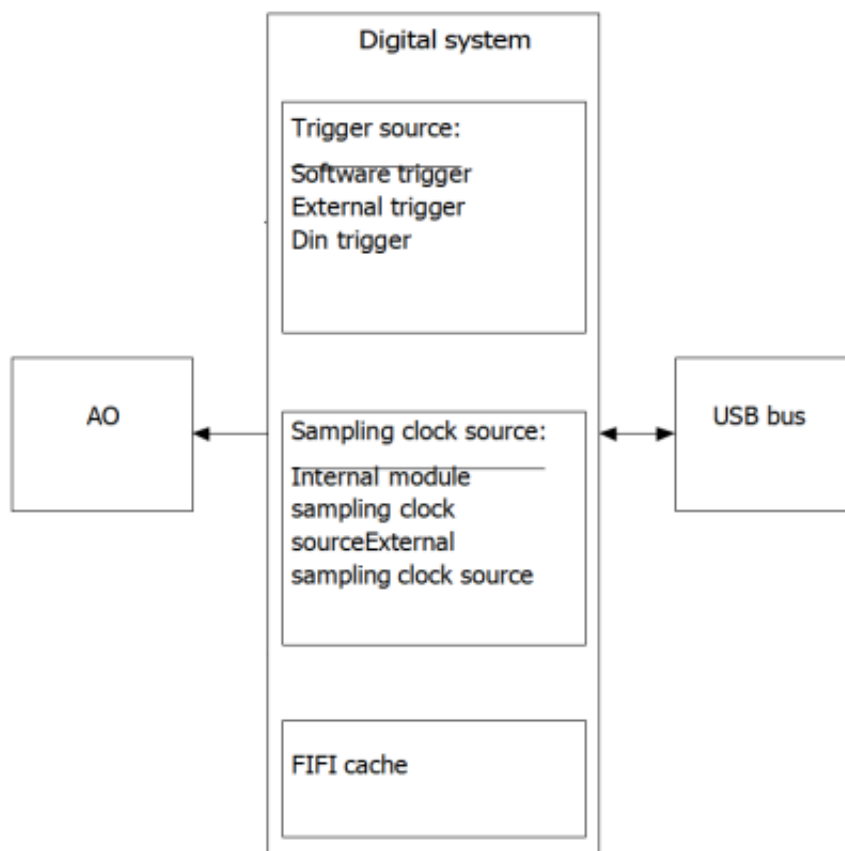 Digital system
Trigger source:
Software trigger
External trigger
Din trigger
AO
Sampling clock source:
Internal module
sampling clock
sourceExternal
sampling clock source
USB bus
FIFI cache